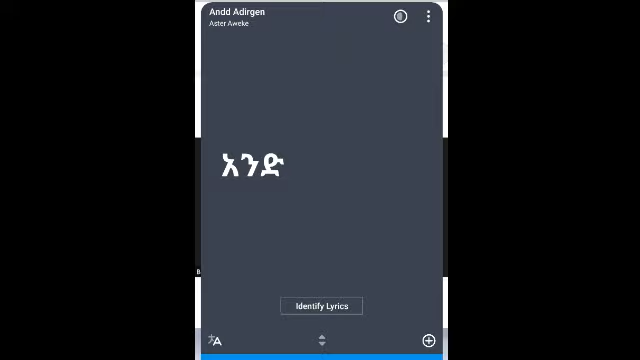 Andd Adirgen
Aster Aweke
አንድ
Identify Lyrics